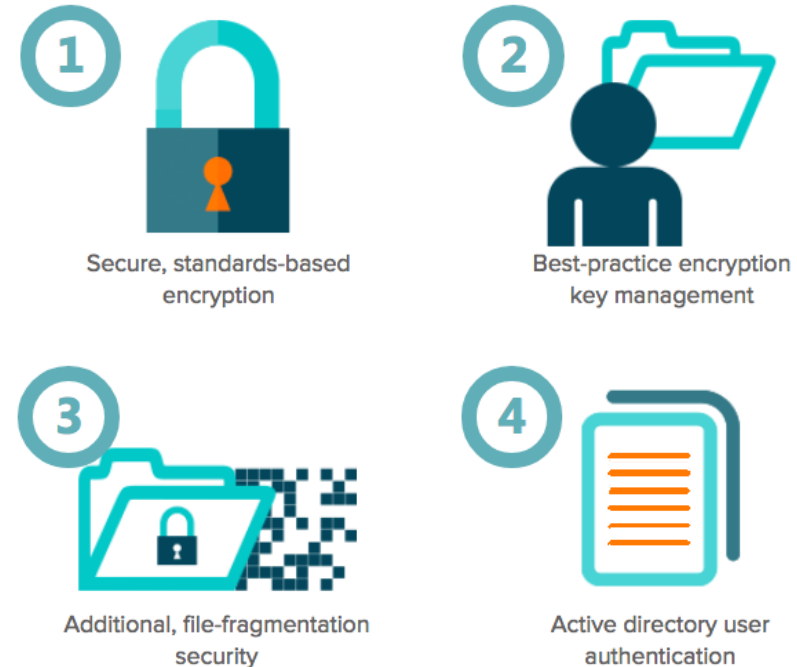 1
Secure, standards-based
encryption
2
Best-practice encryption
key management
3
Additional, file-fragmentation
security
4
Active directory user
authentication